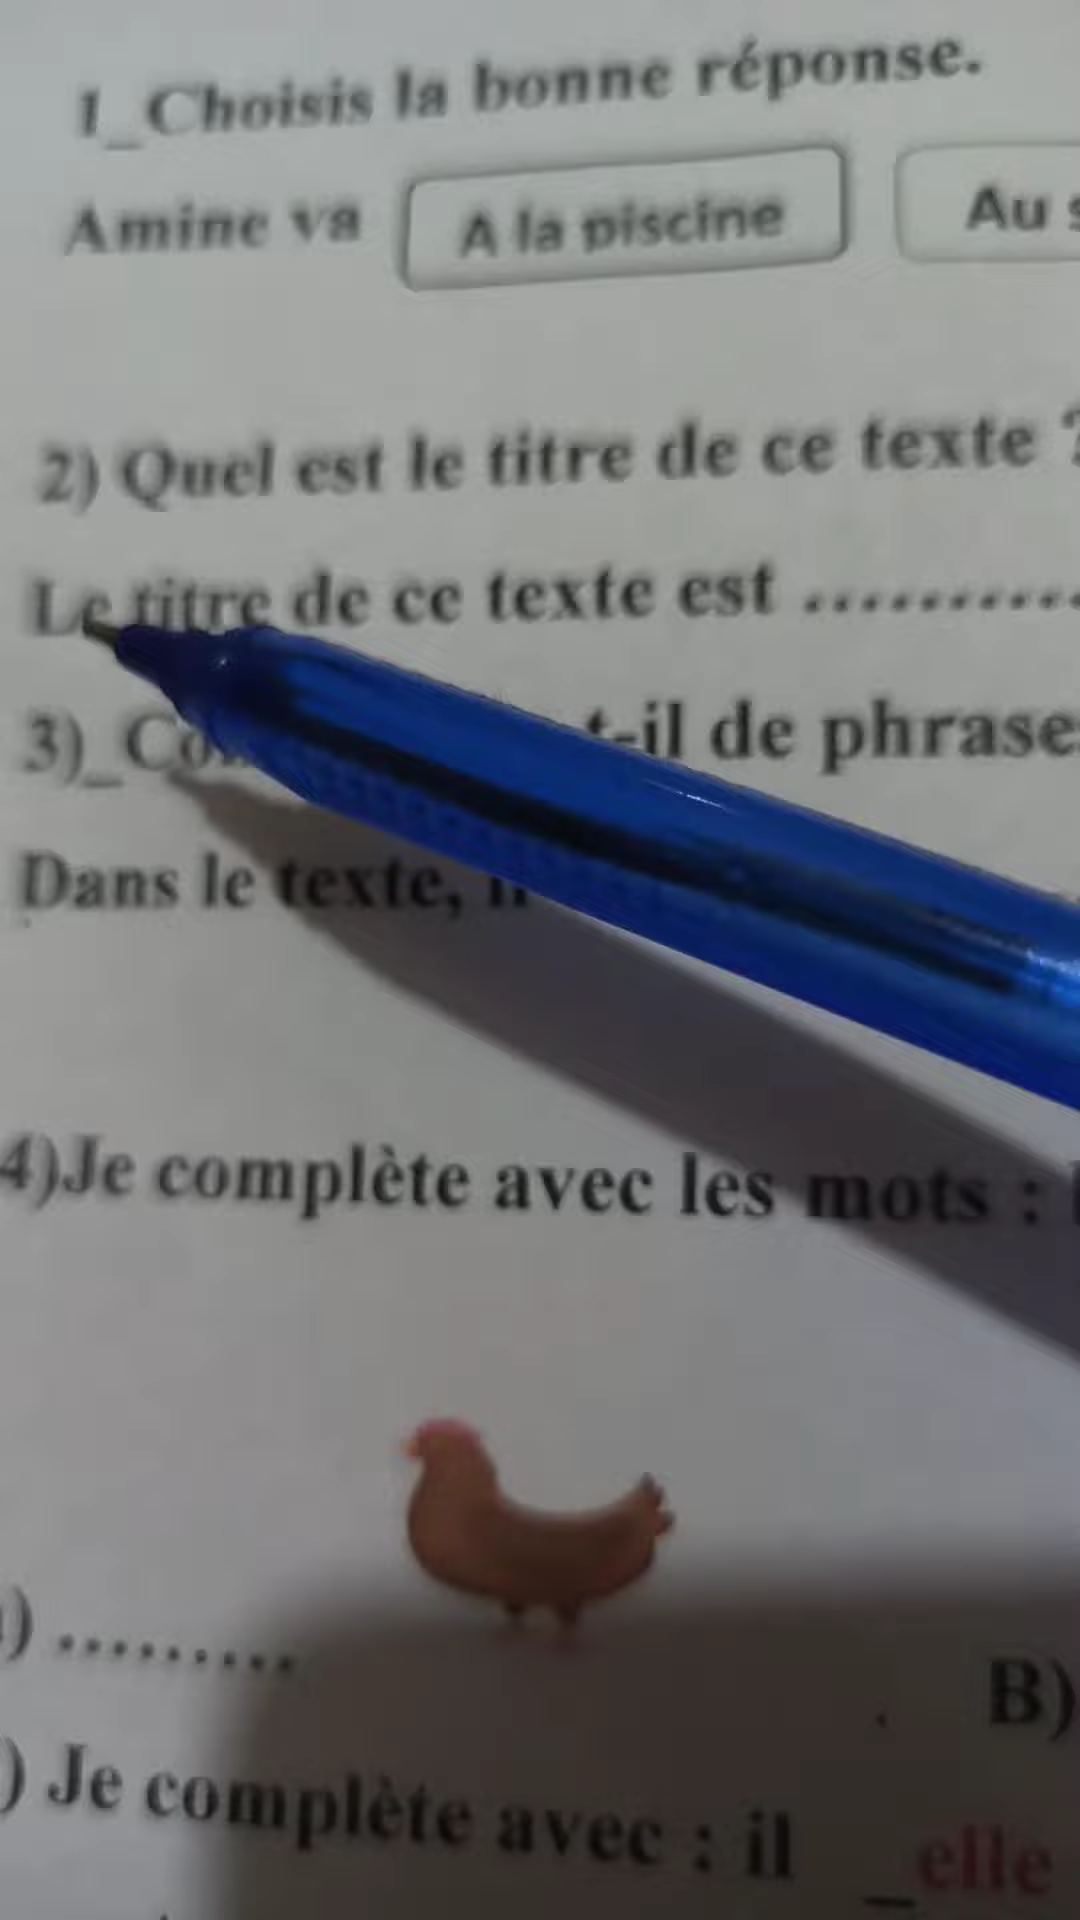 1_Choisis la bonne réponse.
Amine va A la piscine Au
2) Quel est le titre de ce texte ?
Le titre de ce texte est ..........
3)_ t-il de phrases
Dans le texte,
4)Je complète avec les mots :
) .........
B)
) Je complète avec : il _elle